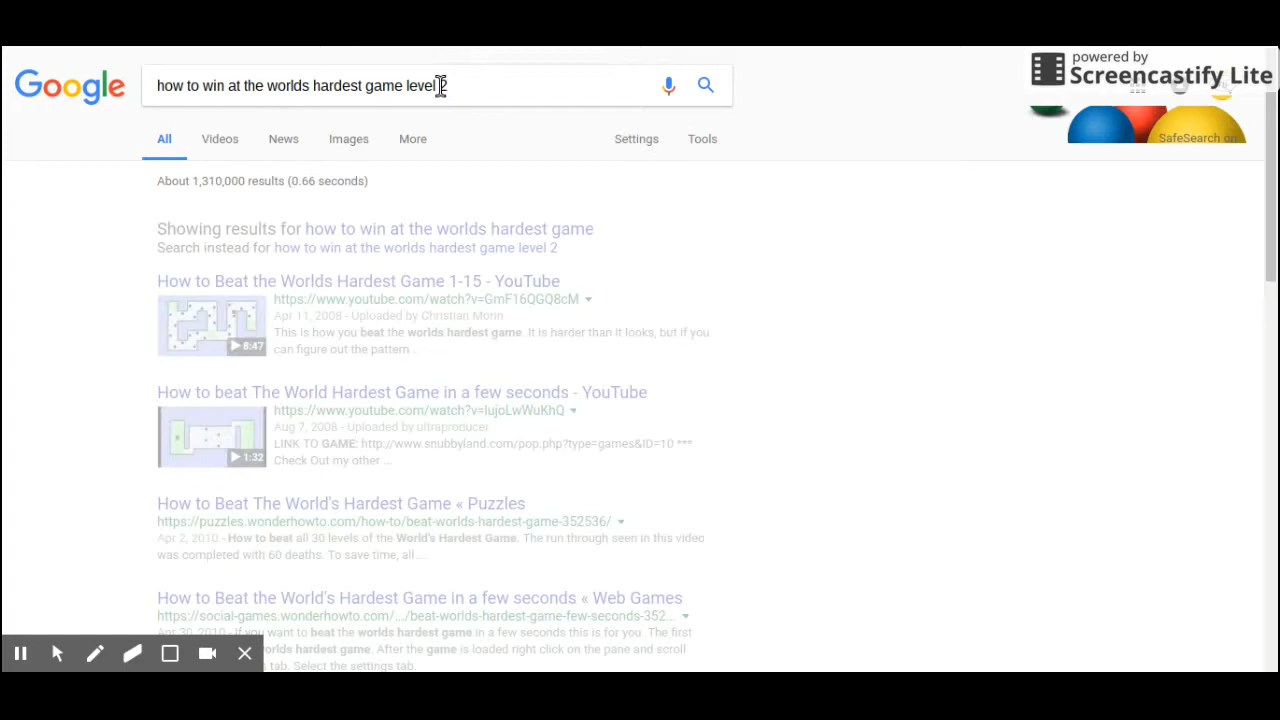 powered by
Screencastify Lite
Google
how to win at the worlds hardest game level 2
All Videos News Images More Settings Tools
SafeSearch on
About 1,310,000 results (0.66 seconds)
Showing results for how to win at the worlds hardest game
Search instead for how to win at the worlds hardest game level 2
How to Beat the Worlds Hardest Game 1-15 - YouTube
https://www.youtube.com/watch?v=GmF16QGQ8cM
Apr 11, 2008 - Uploaded by Christian Monn
This is how you beat the worlds hardest game. It is harder than it looks, but if you
can figure out the pattern ...
8:47
How to beat The World Hardest Game in a few seconds - YouTube
https://www.youtube.com/watch?v=IujoLwWuKhQ
Aug 7, 2008 - Uploaded by ultraproducer
LINK TO GAME: http://www.snubbyland.com/pop.php?type=games&ID=10 ***
Check Out my other ...
1:32
How to Beat The World's Hardest Game « Puzzles
https://puzzles.wonderhowto.com/how-to/beat-worlds-hardest-game-352536/
Apr 2, 2010 - How to beat all 30 levels of the World's Hardest Game. The run through seen in this video
was completed with 60 deaths. To save time, all ...
How to Beat the World's Hardest Game in a few seconds « Web Games
https://social-games.wonderhowto.com/.../beat-worlds-hardest-game-few-seconds-352...
Apr 30, 2010 - If you want to beat the worlds hardest game in a few seconds this is for you. The first
worlds hardest game. After the game is loaded right click on the pane and scroll
tab. Select the settings tab.